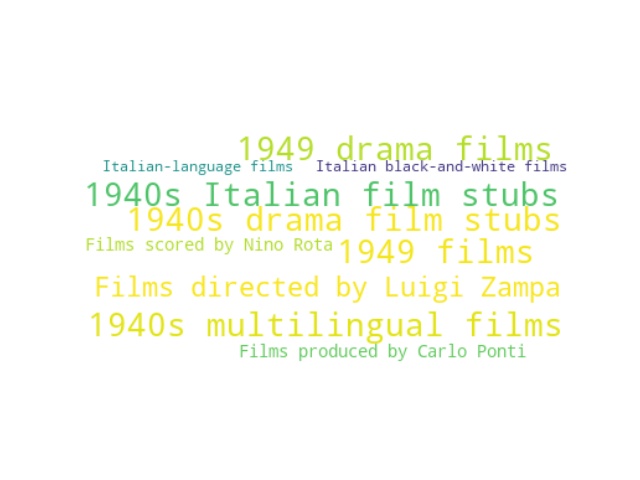 1949 drama films
Italian-language films
Italian black-and-white films
1940s Italian film stubs
1940s drama film stubs
Films scored by Nino Rota
1949 films
Films directed by Luigi Zampa
1940s multilingual films
Films produced by Carlo Ponti